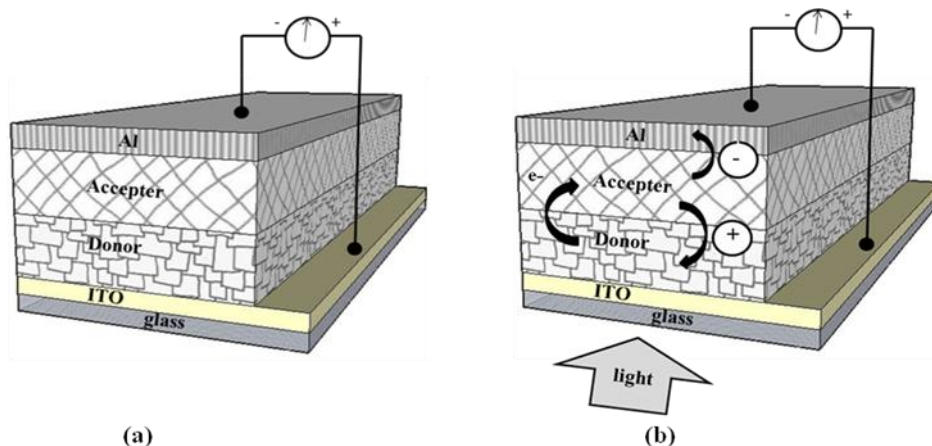 - +
Al
Accepter
Donor
ITO
glass
(a)
- +
Al
-
e-
Accepter
+
Donor
ITO
glass
light
(b)